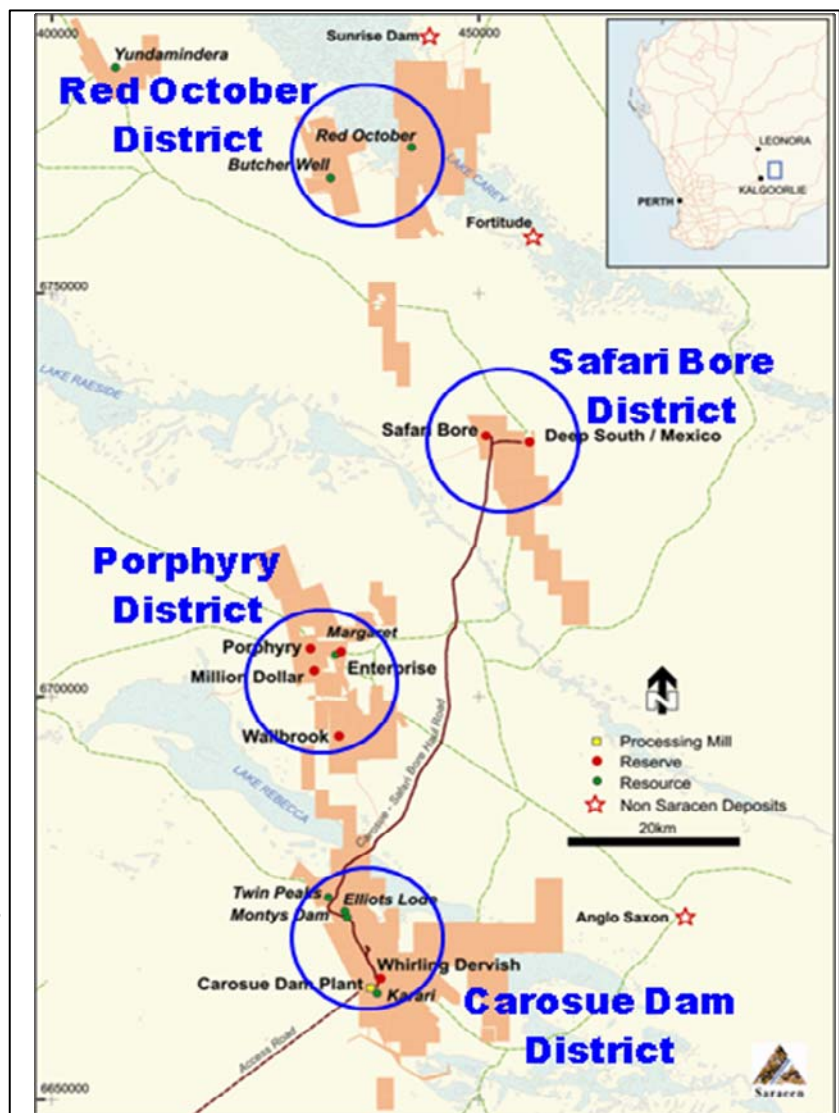 400000
450000
Sunrise Dam
Yundamindera
Red October
District
Red October
Butcher Well
LAKE CAREY
Fortitude
LEONORA
KALGOORLIE
PERTH
6750000
LAKE RAESIDE
Safari Bore
District
Safari Bore
Deep South / Mexico
Porphyry
District
Margaret
Porphyry
Enterprise
Million Dollar
6700000
Wallbrook
LAKE REBECCA
Carosue - Safari Bore Haul Road
N
Processing Mill
Reserve
Resource
Non Saracen Deposits
20km
Twin Peaks
Elliots Lode
Montys Dam
Anglo Saxon
Whirling Dervish
Carosue Dam Plant
Karari
Carosue Dam
District
Access Road
6650000
Saracen